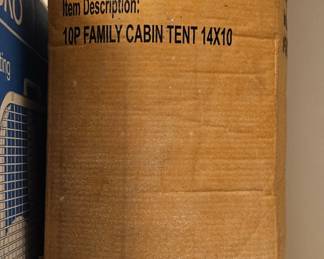 Item Description:
10P FAMILY CABIN TENT 14X10